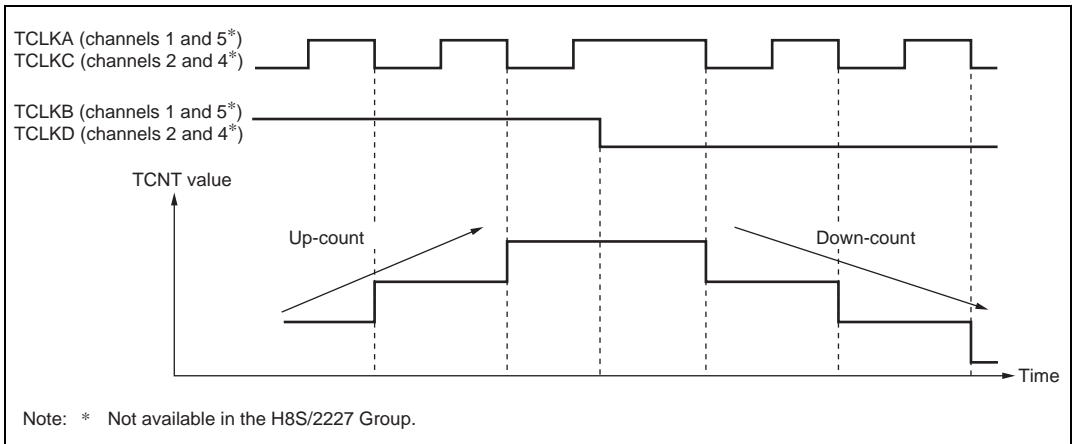 TCLKA (channels 1 and 5*)
TCLKC (channels 2 and 4*)
TCLKB (channels 1 and 5*)
TCLKD (channels 2 and 4*)
TCNT value
Up-count
Down-count
Time
Note: * Not available in the H8S/2227 Group.